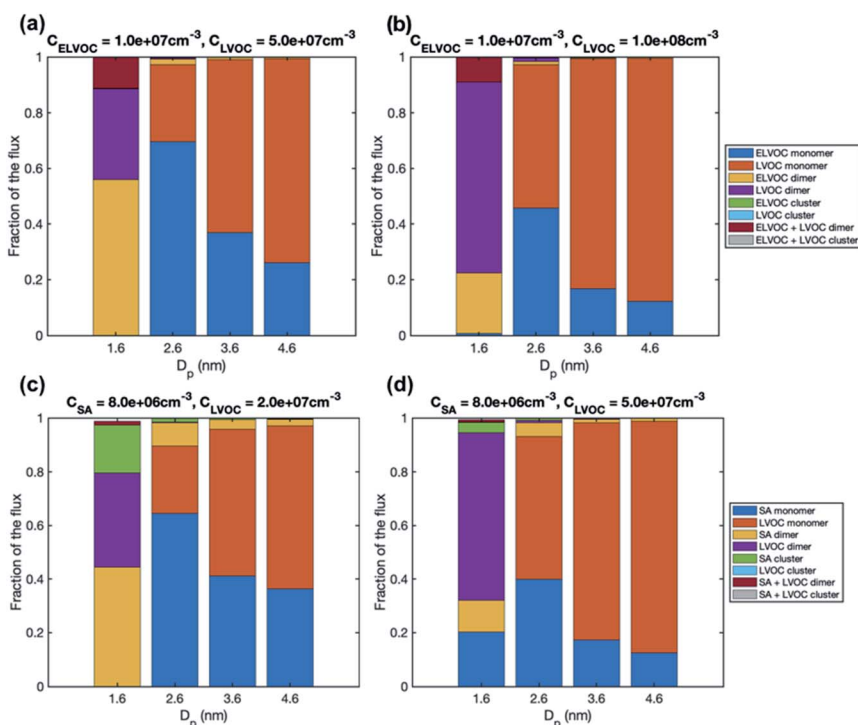 (a)
C_ELVOC = 1.0e+07cm^-3, C_LVOC = 5.0e+07cm^-3
Fraction of the flux
1
0.8
0.6
0.4
0.2
0
1.6 2.6 3.6 4.6
D_p (nm)
(b)
C_ELVOC = 1.0e+07cm^-3, C_LVOC = 1.0e+08cm^-3
Fraction of the flux
1
0.8
0.6
0.4
0.2
0
1.6 2.6 3.6 4.6
D_p (nm)
ELVOC monomer
LVOC monomer
ELVOC dimer
LVOC dimer
ELVOC cluster
LVOC cluster
ELVOC + LVOC dimer
ELVOC + LVOC cluster
(c)
C_SA = 8.0e+06cm^-3, C_LVOC = 2.0e+07cm^-3
Fraction of the flux
1
0.8
0.6
0.4
0.2
0
1.6 2.6 3.6 4.6
D_p (nm)
(d)
C_SA = 8.0e+06cm^-3, C_LVOC = 5.0e+07cm^-3
Fraction of the flux
1
0.8
0.6
0.4
0.2
0
1.6 2.6 3.6 4.6
D_p (nm)
SA monomer
LVOC monomer
SA dimer
LVOC dimer
SA cluster
LVOC cluster
SA + LVOC dimer
SA + LVOC cluster